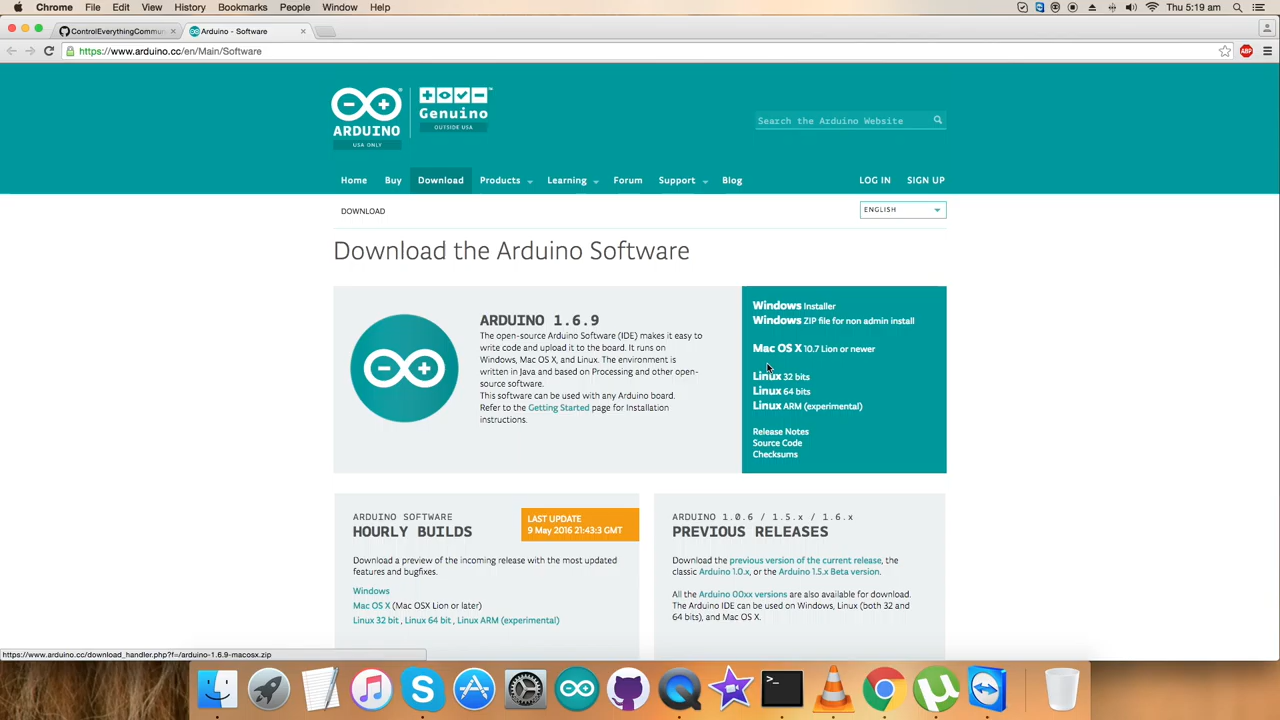 Chrome File Edit View History Bookmarks People Window Help Thu 5:19 am
ControlEverythingCommun
Arduino - Software
https://www.arduino.cc/en/Main/Software
ABP
ARDUINO
USA ONLY
Genuino
OUTSIDE USA
Search the Arduino Website
Home Buy Download Products Learning Forum Support Blog LOG IN SIGN UP
DOWNLOAD
ENGLISH
Download the Arduino Software
ARDUINO 1.6.9
The open-source Arduino Software (IDE) makes it easy to
write code and upload it to the board. It runs on
Windows, Mac OS X, and Linux. The environment is
written in Java and based on Processing and other open-
source software.
This software can be used with any Arduino board.
Refer to the Getting Started page for Installation
instructions.
Windows Installer
Windows ZIP file for non admin install
Mac OS X 10.7 Lion or newer
Linux 32 bits
Linux 64 bits
Linux ARM (experimental)
Release Notes
Source Code
Checksums
ARDUINO SOFTWARE
HOURLY BUILDS
LAST UPDATE
9 May 2016 21:43:3 GMT
Download a preview of the incoming release with the most updated
features and bugfixes.
Windows
Mac OS X (Mac OSX Lion or later)
Linux 32 bit , Linux 64 bit , Linux ARM (experimental)
ARDUINO 1.0.6 / 1.5.x / 1.6.x
PREVIOUS RELEASES
Download the previous version of the current release, the
classic Arduino 1.0.x, or the Arduino 1.5.x Beta version.
All the Arduino 00xx versions are also available for download.
The Arduino IDE can be used on Windows, Linux (both 32 and
64 bits), and Mac OS X.
https://www.arduino.cc/download_handler.php?f=/arduino-1.6.9-macosx.zip